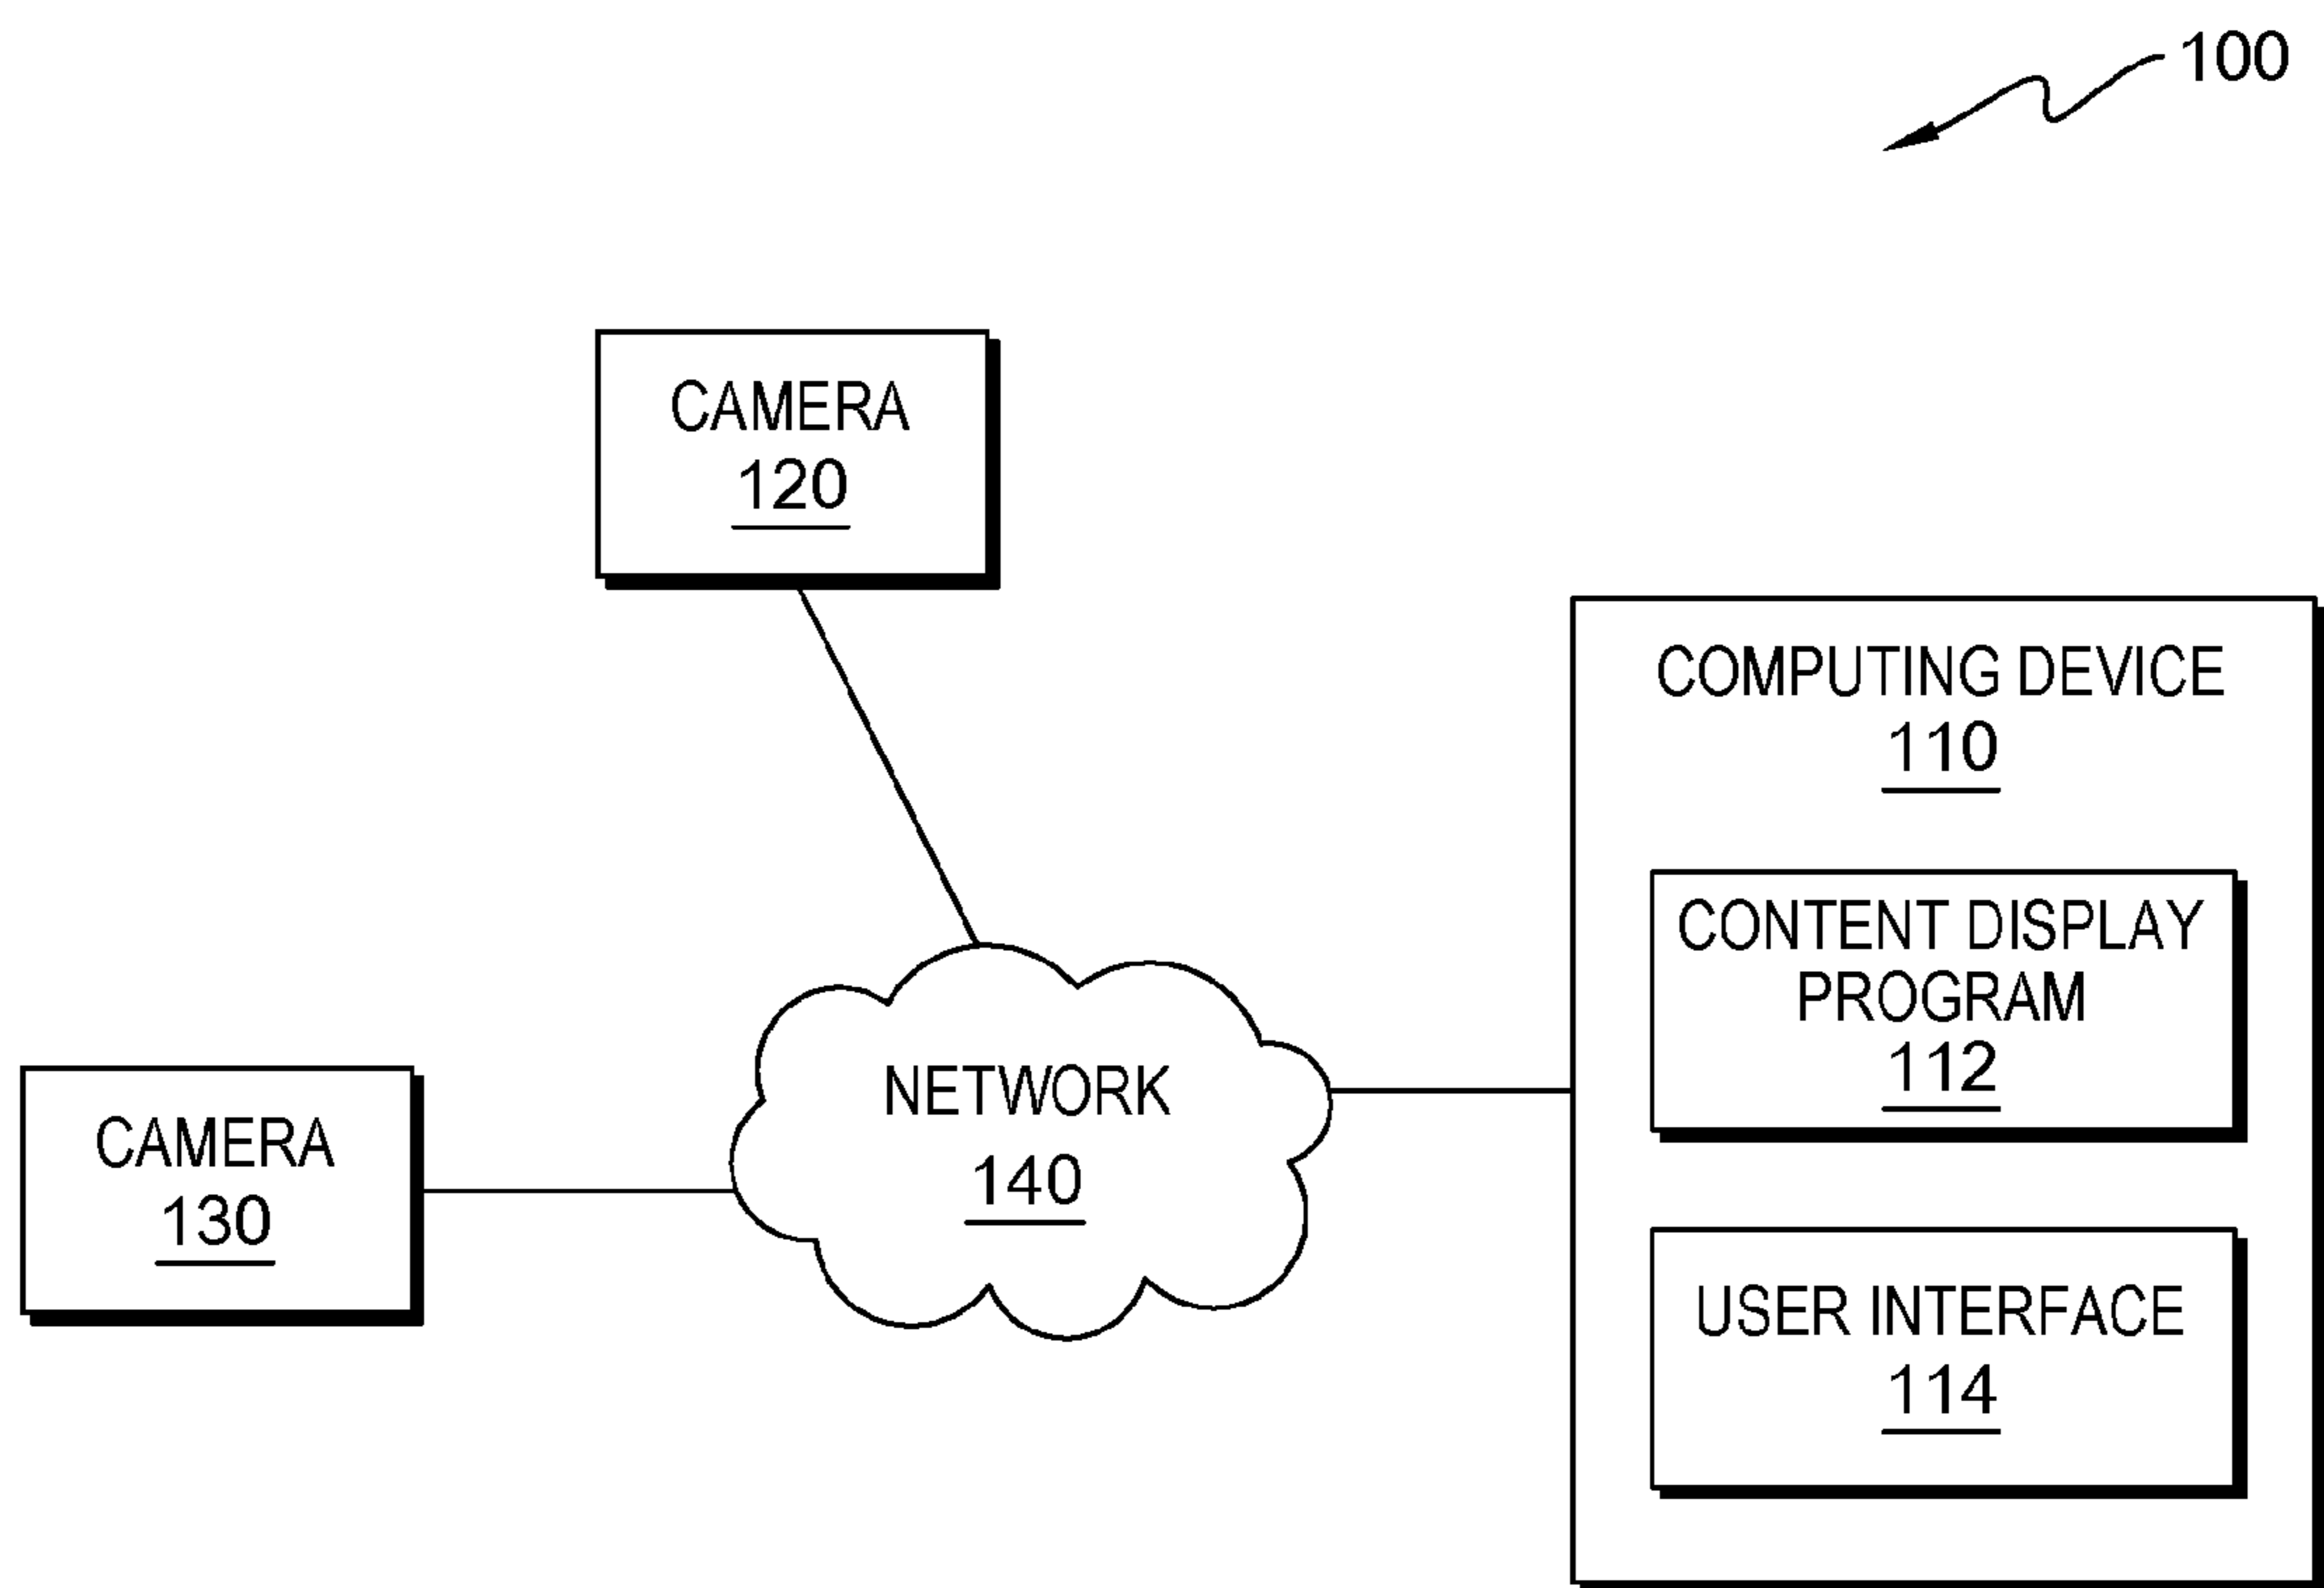 100
CAMERA
120
COMPUTING DEVICE
110
CONTENT DISPLAY
PROGRAM
112
NETWORK
140
CAMERA
130
USER INTERFACE
114